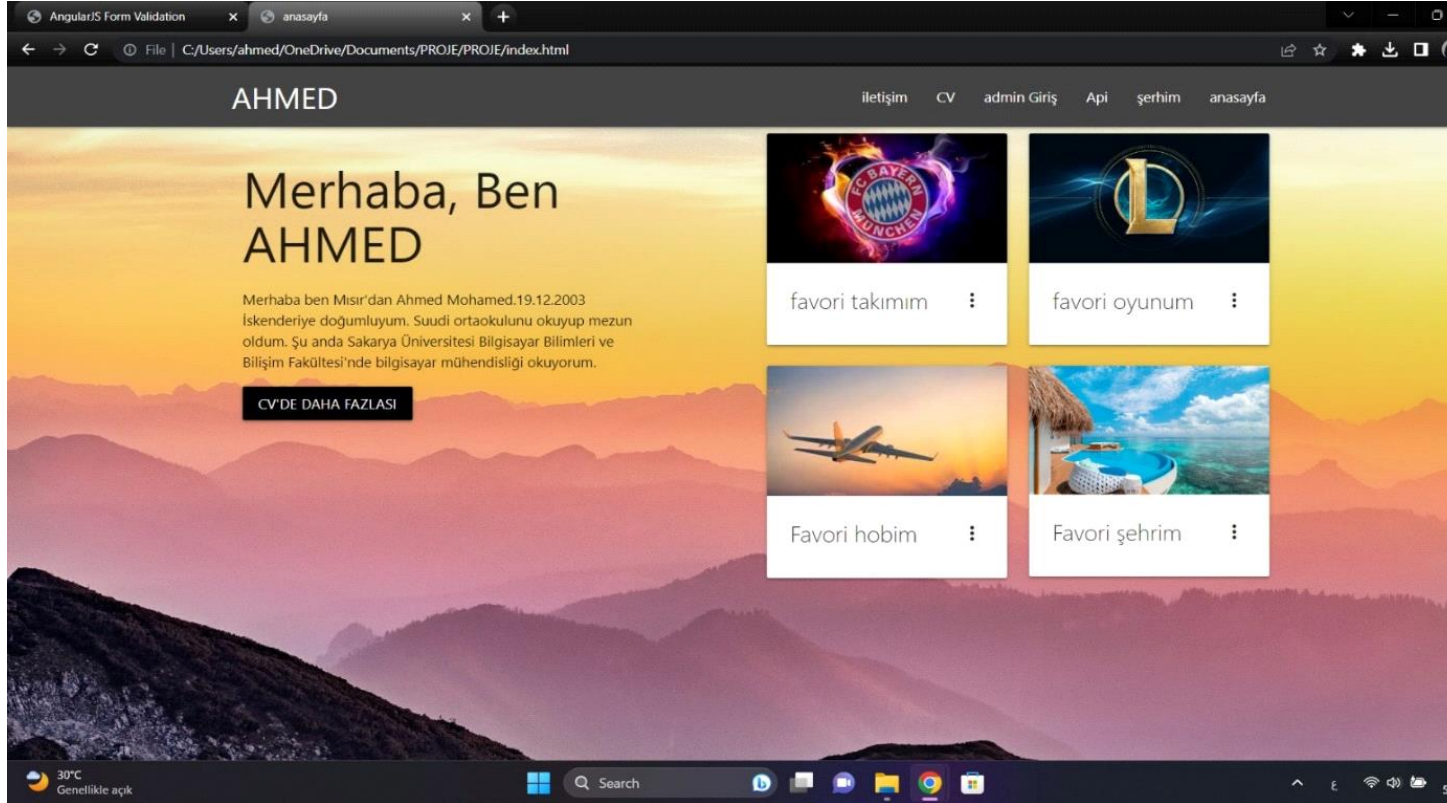 AngularJS Form Validation
anasayfa
File | C:/Users/ahmed/OneDrive/Documents/PROJE/PROJE/index.html
AHMED
iletişim CV admin Giriş Api şerhim anasayfa
Merhaba, Ben
AHMED
Merhaba ben Mısır'dan Ahmed Mohamed.19.12.2003
İskenderiye doğumluyum. Suudi ortaokulunu okuyup mezun
oldum. Şu anda Sakarya Üniversitesi Bilgisayar Bilimleri ve
Bilişim Fakültesi'nde bilgisayar mühendisliği okuyorum.
CV'DE DAHA FAZLASI
FC BAYERN
MÜNCHEN
favori takımım
L
favori oyunum
Favori hobim
Favori şehrim
30°C
Genellikle açık
Search
ع